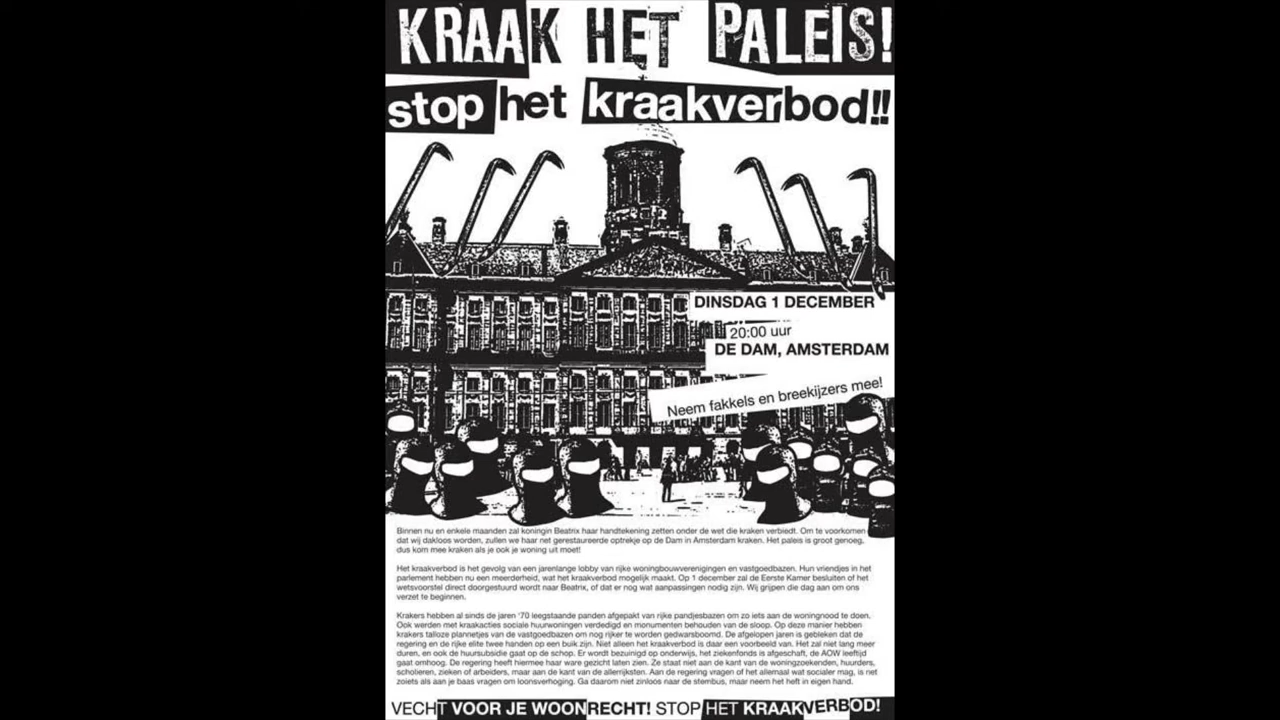 KRAAK HET PALEIS!
stop het kraakverbod!!
DINSDAG 1 DECEMBER
20:00 uur
DE DAM, AMSTERDAM
Neem fakkels en breekijzers mee!
Binnen nu en enkele maanden zal koningin Beatrix haar handtekening zetten onder de wet die kraken verbiedt. Om te voorkomen
dat wij dakloos worden, zullen we haar net gerestaureerde optrekje op de Dam in Amsterdam kraken. Het paleis is groot genoeg,
dus kom mee kraken als je ook je woning uit moet!
Het kraakverbod is het gevolg van een jarenlange lobby van rijke woningbouwverenigingen en vastgoedbazen. Hun vriendjes in het
parlement hebben nu een meerderheid, wat het kraakverbod mogelijk maakt. Op 1 december zal de Eerste Kamer besluiten of het
wetsvoorstel direct doorgestuurd wordt naar Beatrix, of dat er nog wat aanpassingen nodig zijn. Wij grijpen die dag aan om ons
verzet te beginnen.
Krakers hebben al sinds de jaren '70 leegstaande panden afgepakt van rijke pandjesbazen om zo iets aan de woningnood te doen.
Ook werden met kraakacties sociale huurwoningen verdedigd en monumenten behouden van de sloop. Op deze manier hebben
krakers talloze plannetjes van de vastgoedbazen om nog rijker te worden gedwarsboomd. De afgelopen jaren is gebleken dat de
regering en de rijke elite twee handen op een buik zijn. Niet alleen het kraakverbod is daar een voorbeeld van. Het zal niet lang meer
duren, en ook de huursubsidie gaat op de schop. Er wordt bezuinigd op onderwijs, het ziekenfonds is afgeschaft, de AOW leeftijd
gaat omhoog. De regering heeft hiermee haar ware gezicht laten zien. Ze staat niet aan de kant van de woningzoekenden, huurders,
scholieren, zieken of arbeiders, maar aan de kant van de allerrijksten. Aan de regering vragen of het allemaal wat socialer mag, is net
zoiets als aan je baas vragen om loonsverhoging. Ga daarom niet zinloos naar de stembus, maar neem het heft in eigen hand.
VECHT VOOR JE WOONRECHT! STOP HET KRAAKVERBOD!